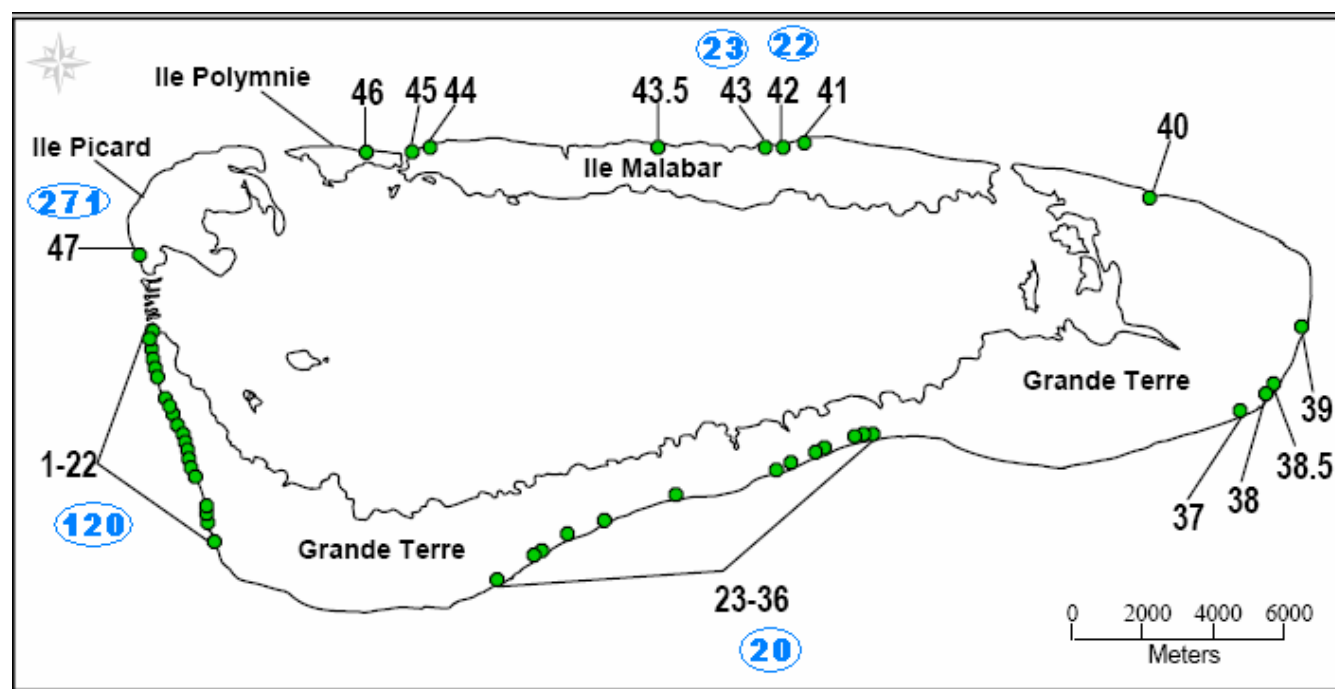 23 22
Ile Polymnie
46 45 44 43.5 43 42 41
40
Ile Picard
Ile Malabar
271
47
Grande Terre
39
1-22
38.5
38
37
120
Grande Terre
23-36
0 2000 4000 6000
Meters
20